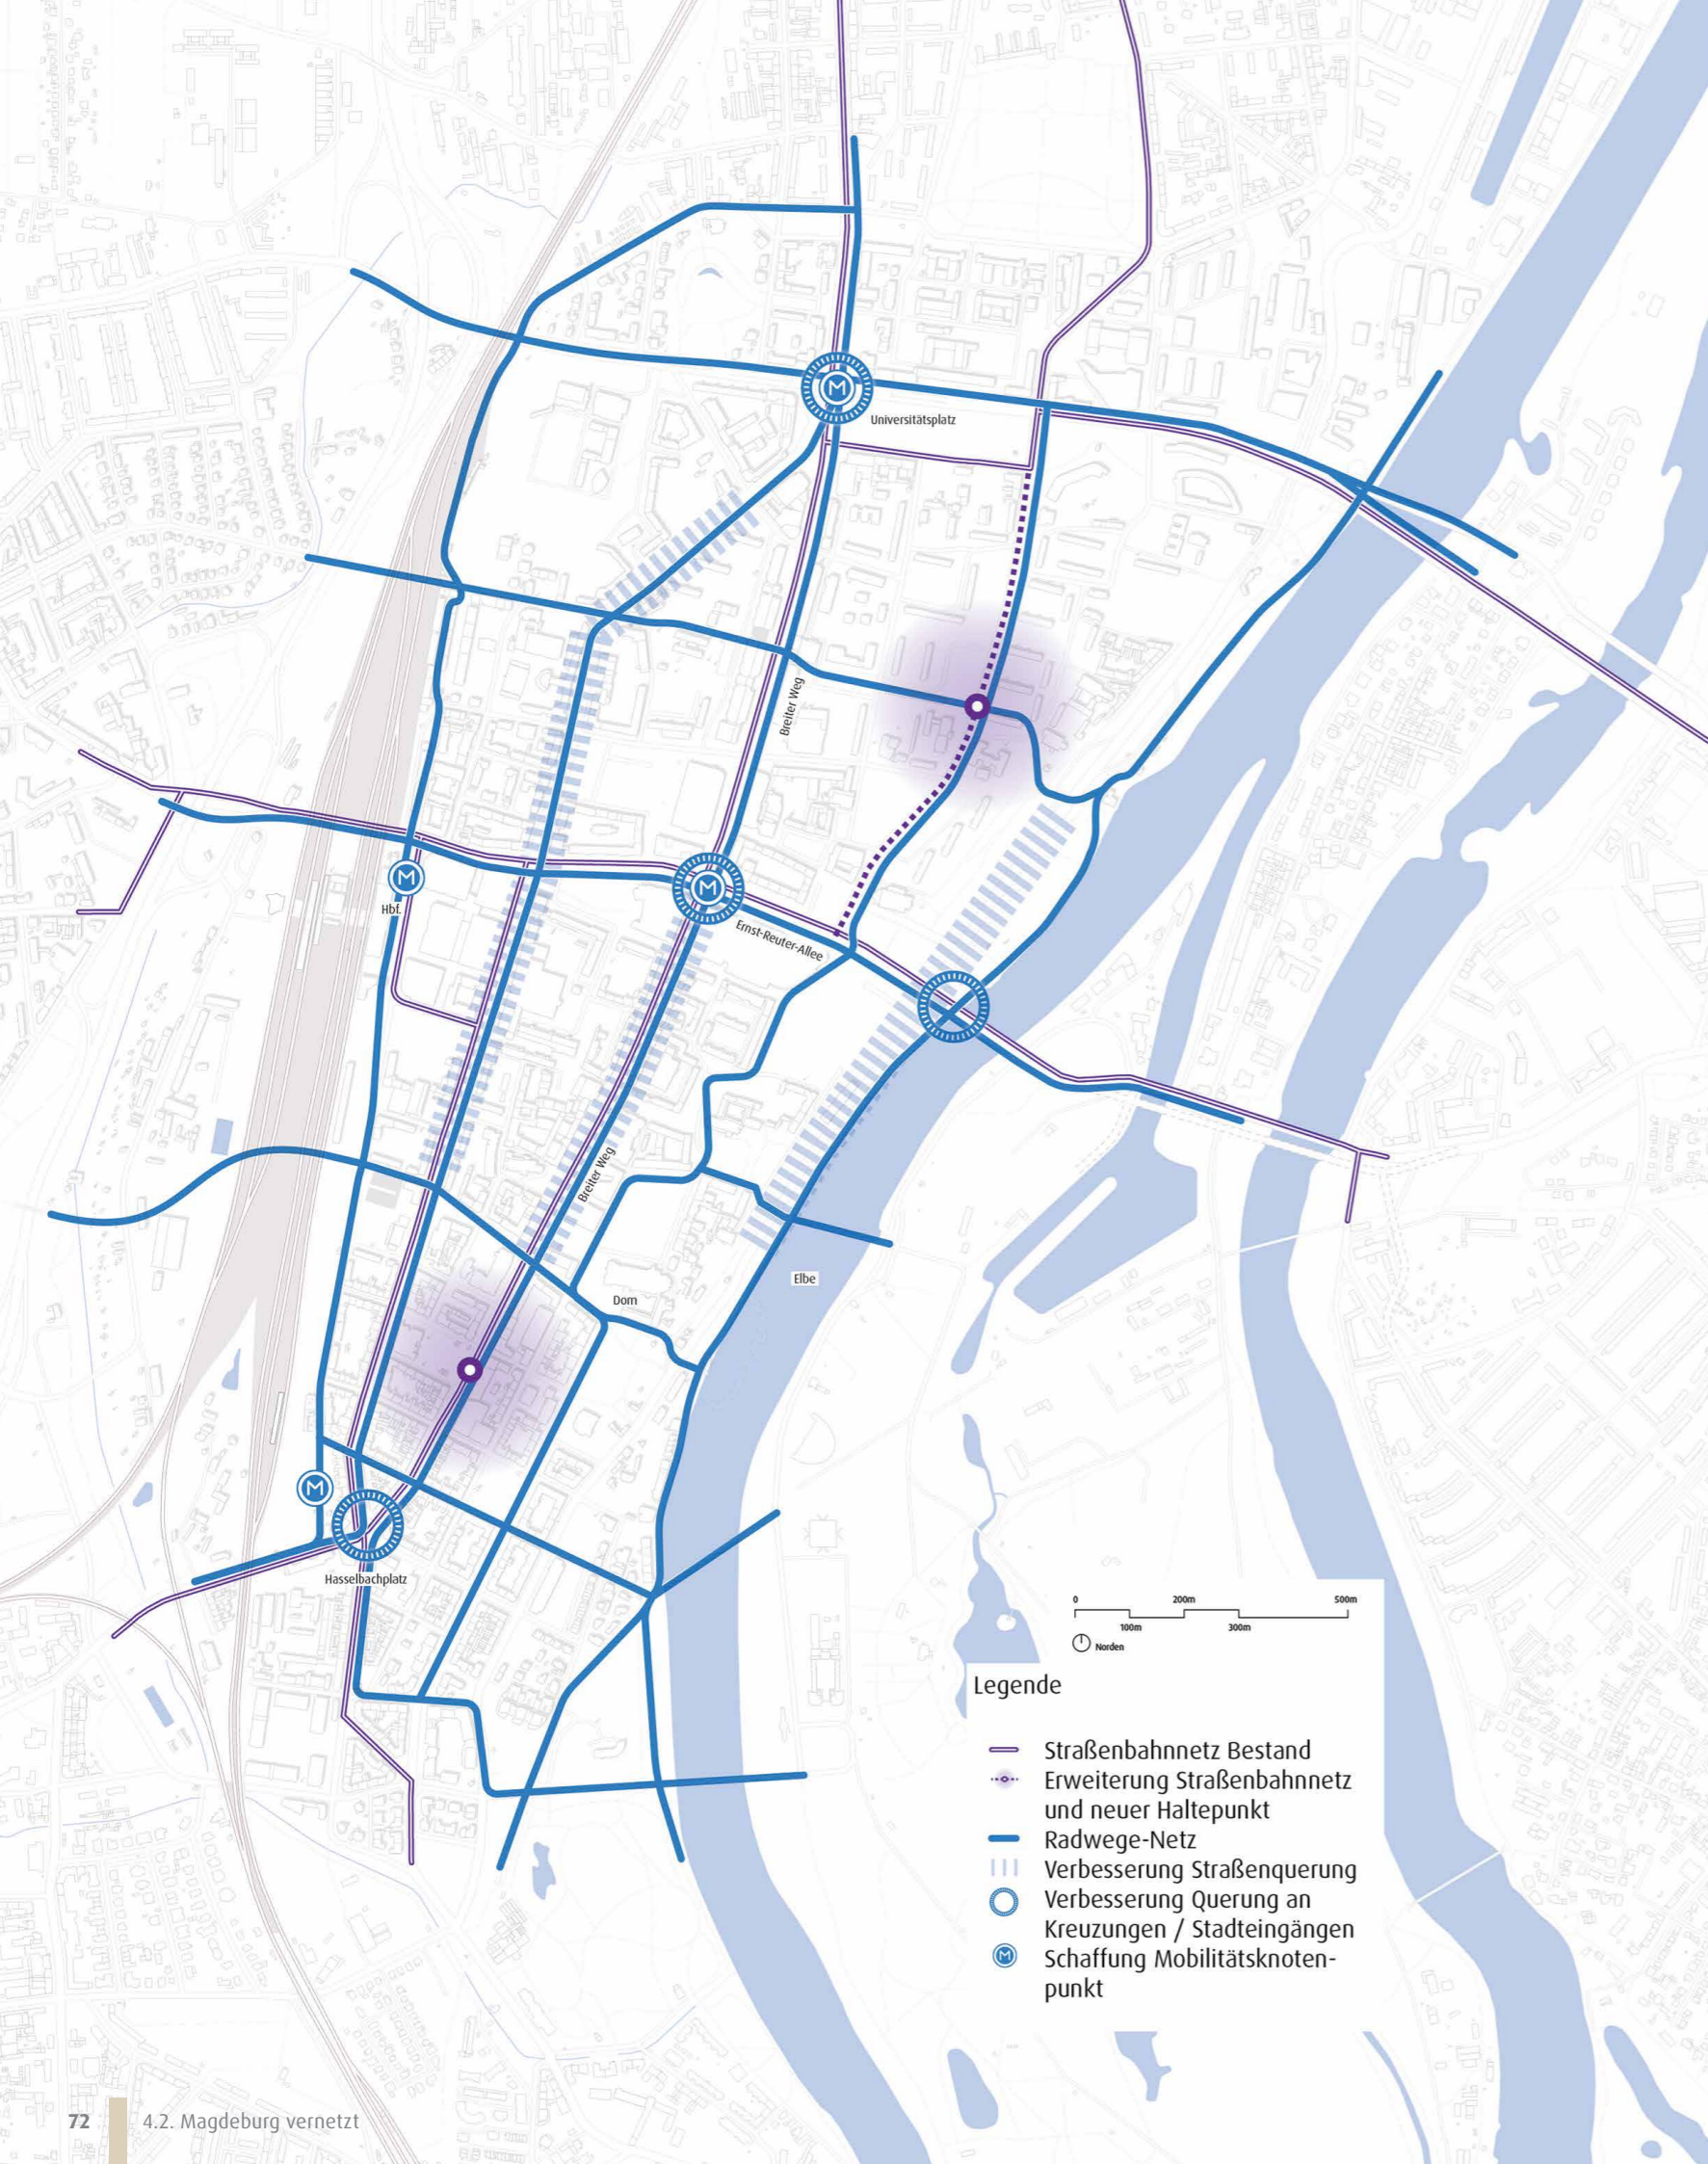 Universitätsplatz
Breiter Weg
M
M
Hbf.
M
Ernst-Reuter-Allee
Breiter Weg
Elbe
Dom
M
Hasselbachplatz
0 200m 500m
100m 300m
Norden
Legende
Straßenbahnnetz Bestand
Erweiterung Straßenbahnnetz
und neuer Haltepunkt
Radwege-Netz
Verbesserung Straßenquerung
Verbesserung Querung an
Kreuzungen / Stadteingängen
M
Schaffung Mobilitätsknoten-
punkt
72 4.2. Magdeburg vernetzt